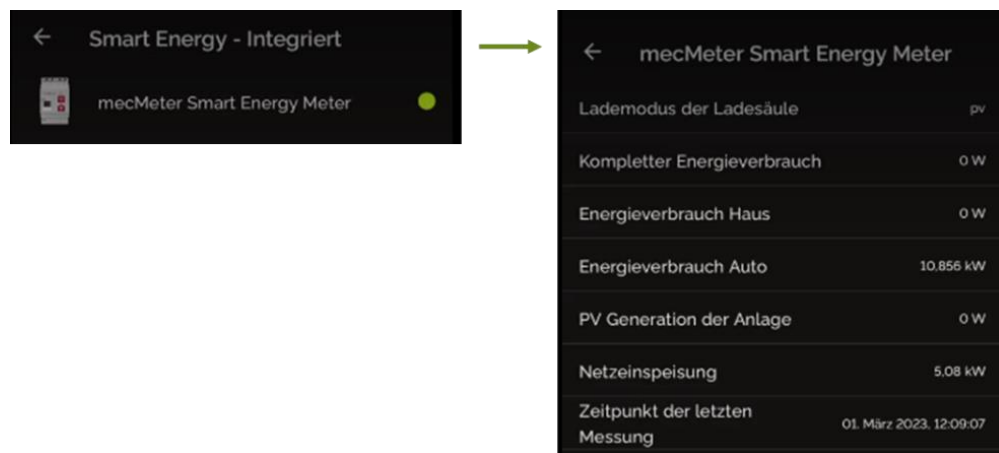 Smart Energy - Integriert
mecMeter Smart Energy Meter
mecMeter Smart Energy Meter
Lademodus der Ladesäule pv
Kompletter Energieverbrauch 0 W
Energieverbrauch Haus 0 W
Energieverbrauch Auto 10,856 kW
PV Generation der Anlage 0 W
Netzeinspeisung 5,08 kW
Zeitpunkt der letzten
Messung 01. März 2023, 12:09:07